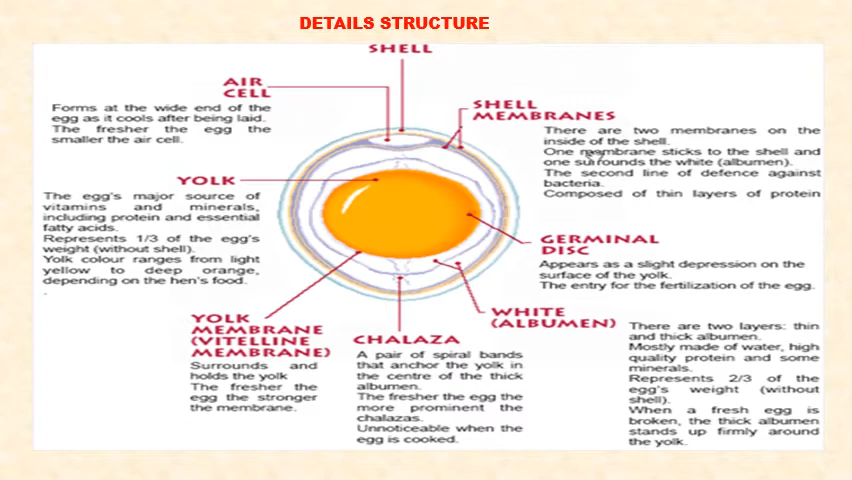 DETAILS STRUCTURE
SHELL
AIR
CELL
Forms at the wide end of the
egg as it cools after being laid.
The fresher the egg the
smaller the air cell.
SHELL
MEMBRANES
There are two membranes on the
inside of the shell.
One membrane sticks to the shell and
one surrounds the white (albumen).
The second line of defence against
bacteria.
Composed of thin layers of protein
YOLK
The egg's major source of
vitamins and minerals,
including protein and essential
fatty acids.
Represents 1/3 of the egg's
weight (without shell).
Yolk colour ranges from light
yellow to deep orange,
depending on the hen's food.
.
GERMINAL
DISC
Appears as a slight depression on the
surface of the yolk.
The entry for the fertilization of the egg.
YOLK
MEMBRANE
(VITELLINE
MEMBRANE)
Surrounds and
holds the yolk
The fresher the
egg the stronger
the membrane.
CHALAZA
A pair of spiral bands
that anchor the yolk in
the centre of the thick
albumen.
The fresher the egg the
more prominent the
chalazas.
Unnoticeable when the
egg is cooked.
WHITE
(ALBUMEN)
There are two layers: thin
and thick albumen.
Mostly made of water, high
quality protein and some
minerals.
Represents 2/3 of the
egg's weight (without
shell).
When a fresh egg is
broken, the thick albumen
stands up firmly around
the yolk.